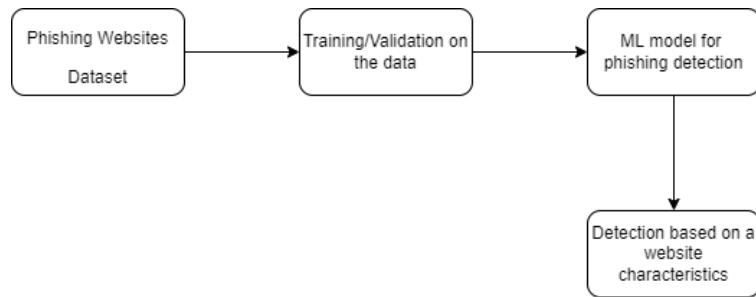 Phishing Websites
Dataset
Training/Validation on
the data
ML model for
phishing detection
Detection based on a
website
characteristics